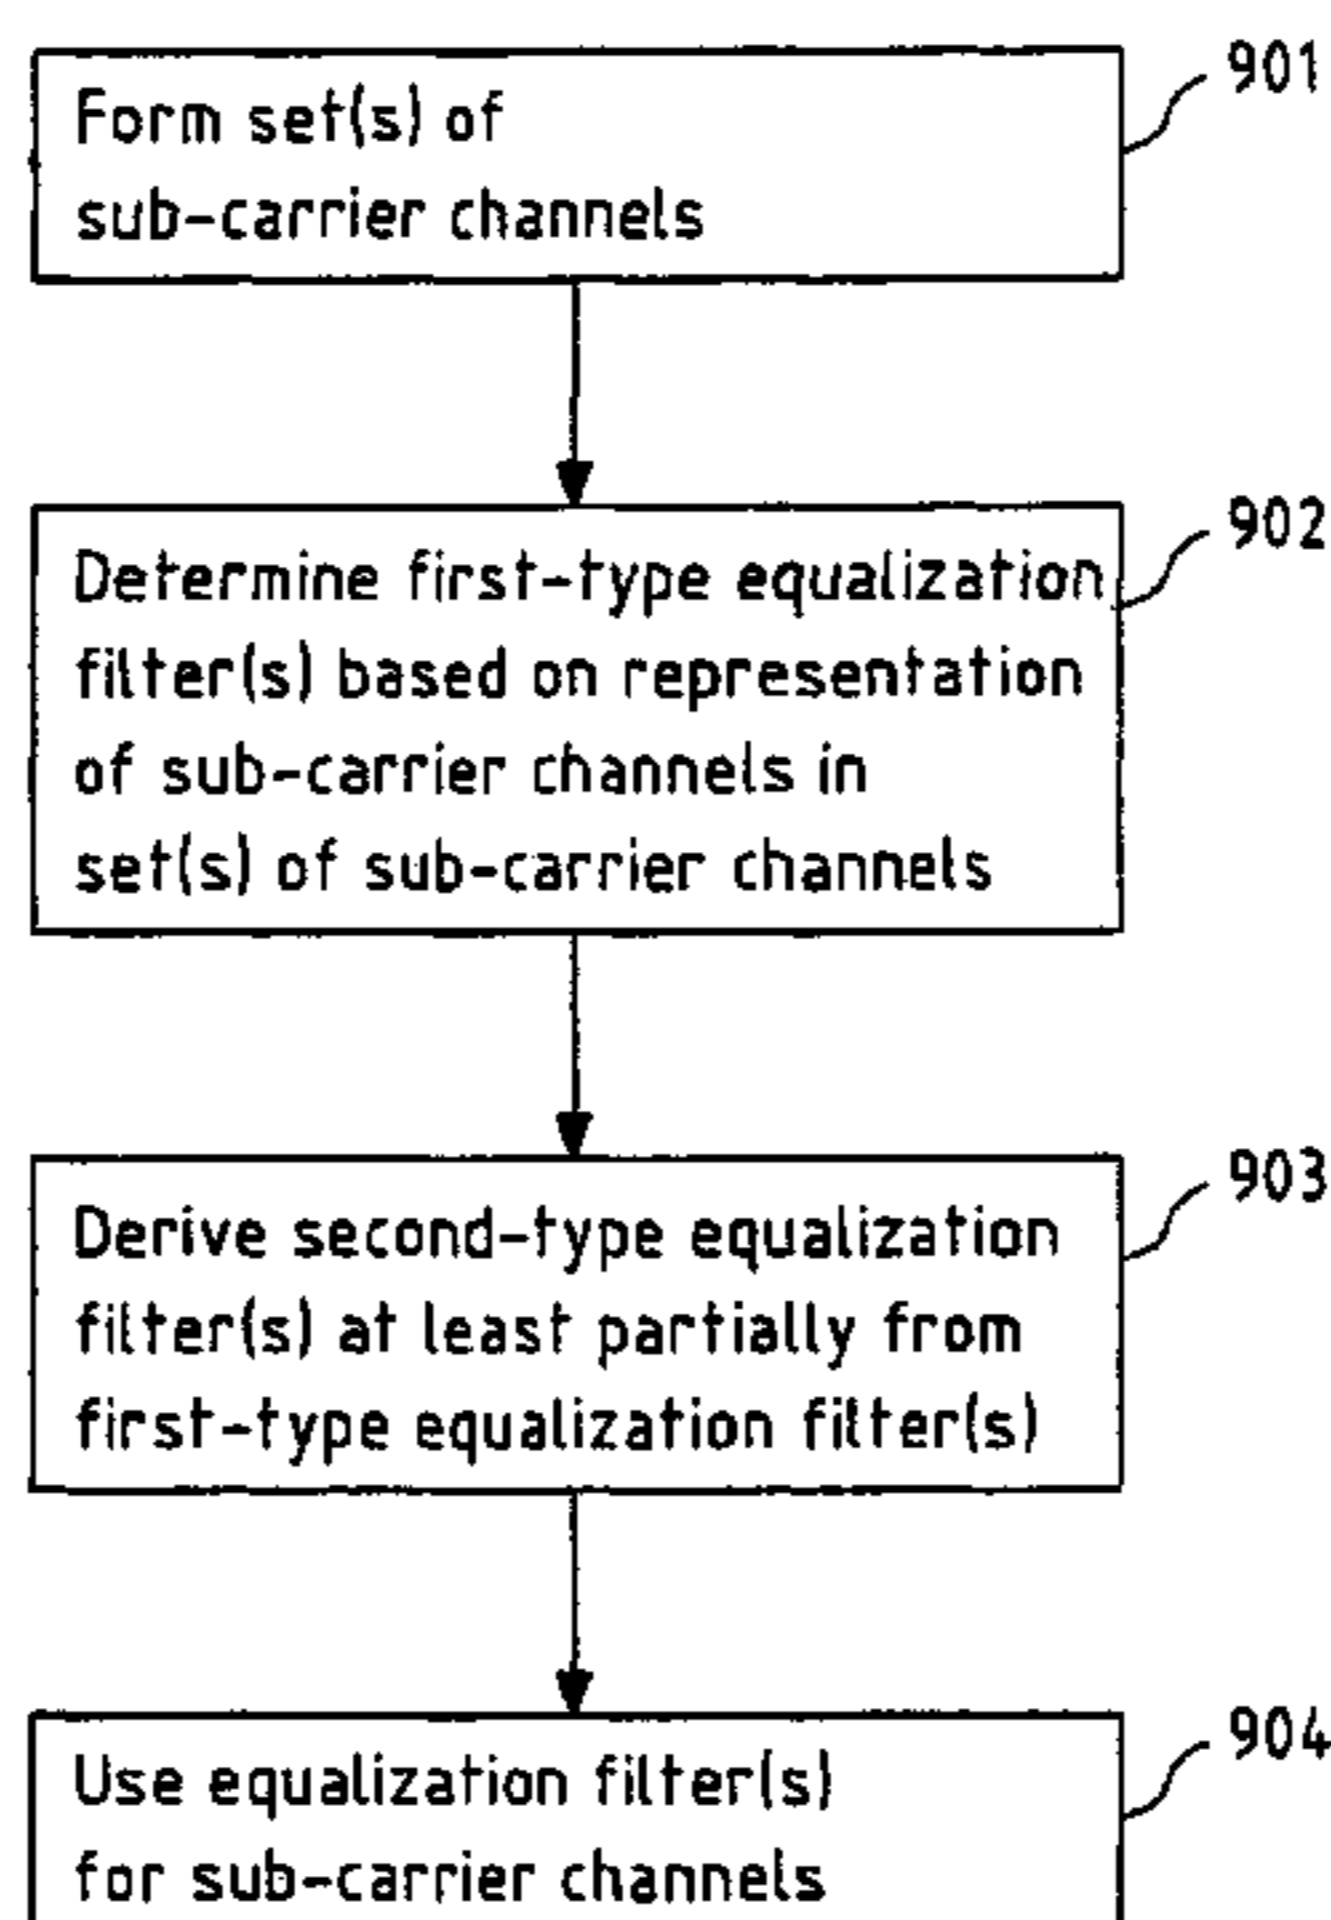 901
Form set(s) of
sub-carrier channels
902
Determine first-type equalization
filter(s) based on representation
of sub-carrier channels in
set(s) of sub-carrier channels
903
Derive second-type equalization
filter(s) at least partially from
first-type equalization filter(s)
904
Use equalization filter(s)
for sub-carrier channels